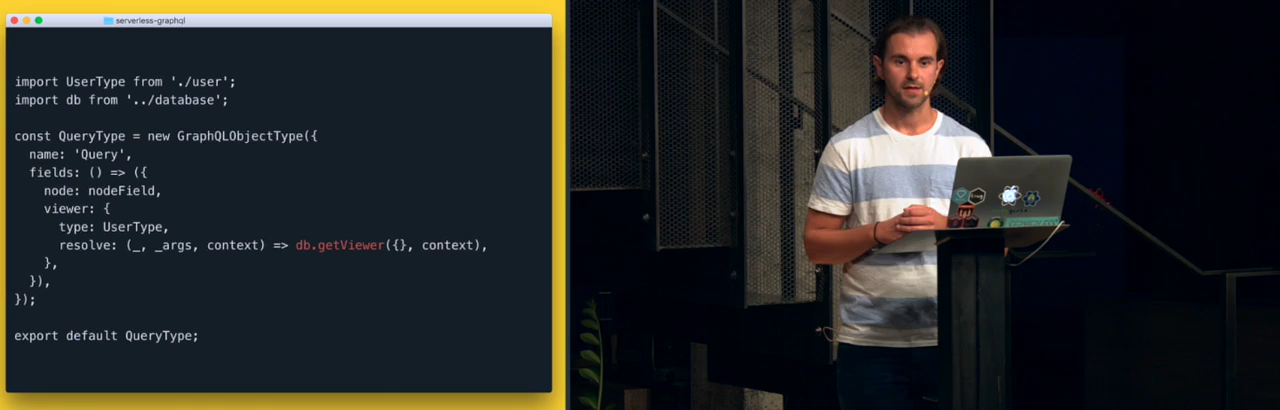 serverless-graphql
import UserType from './user';
import db from '../database';
const QueryType = new GraphQLObjectType({
name: 'Query',
fields: () => ({
node: nodeField,
viewer: {
type: UserType,
resolve: (_, _args, context) => db.getViewer({}, context),
},
}),
});
export default QueryType;